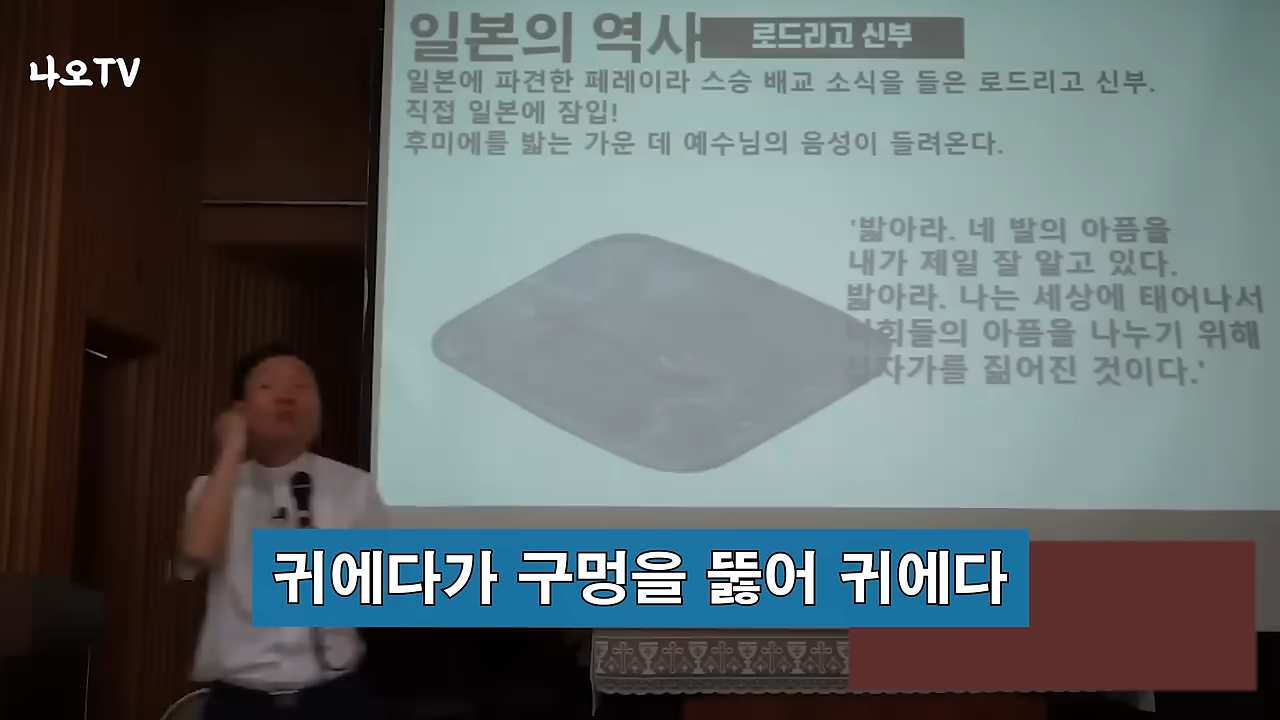 나오TV
일본의 역사
로드리고 신부
일본에 파견한 페레이라 스승 배교 소식을 들은 로드리고 신부.
직접 일본에 잠입!
후미에를 밟는 가운 데 예수님의 음성이 들려온다.
'밟아라. 네 발의 아픔을
내가 제일 잘 알고 있다.
밟아라. 나는 세상에 태어나서
아픔을 나누기 위해
짊어진 것이다.'
귀에다가 구멍을 뚫어 귀에다